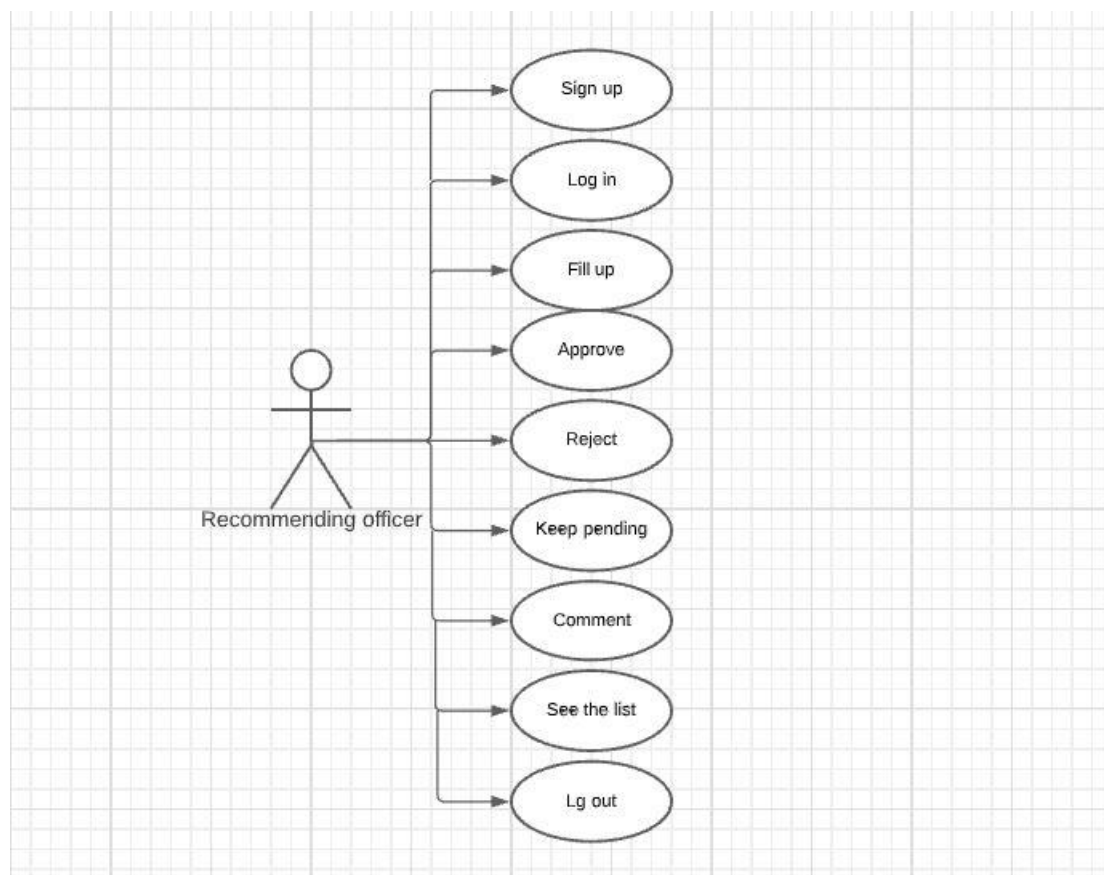 Sign up
Log in
Fill up
Approve
Reject
Keep pending
Recommending officer
Comment
See the list
Lg out